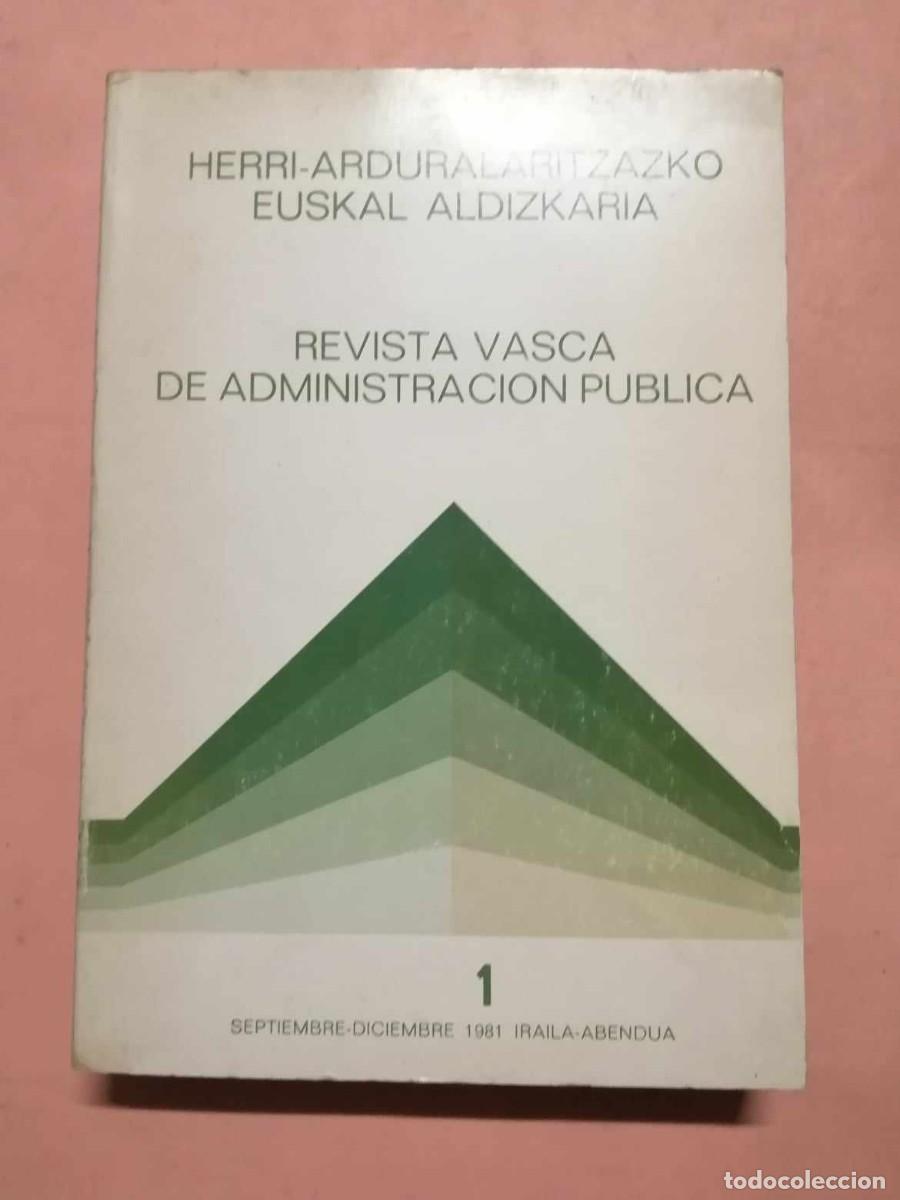 HERRI-ARDURALARITZAZKO
EUSKAL ALDIZKARIA
REVISTA VASCA
DE ADMINISTRACION PUBLICA
1
SEPTIEMBRE-DICIEMBRE 1981 IRAILA-ABENDUA
todocoleccion